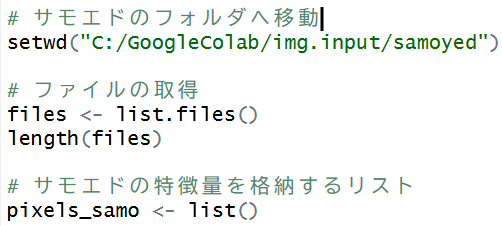 # サモエドのフォルダへ移動
setwd("C:/GoogleColab/img.input/samoyed")
# ファイルの取得
files <- list.files()
length(files)
# サモエドの特徴量を格納するリスト
pixels_samo <- list()